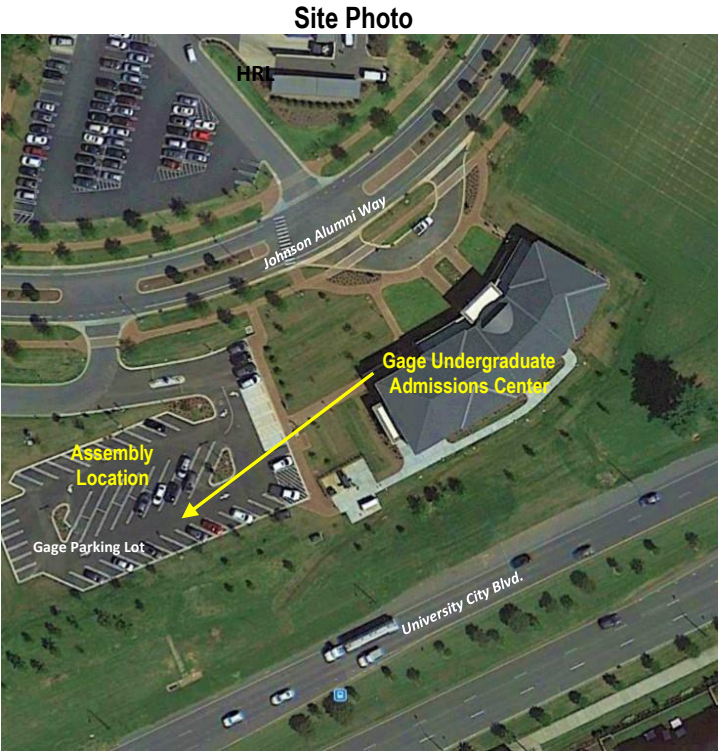 Site Photo
HRL
Johnson Alumni Way
Gage Undergraduate
Admissions Center
Assembly
Location
Gage Parking Lot
University City Blvd.